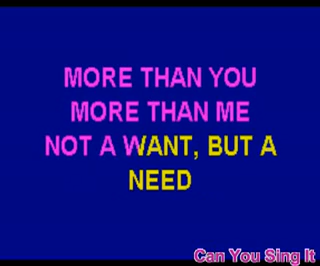 MORE THAN YOU
MORE THAN ME
NOT A WANT, BUT A
NEED
Can You Sing It